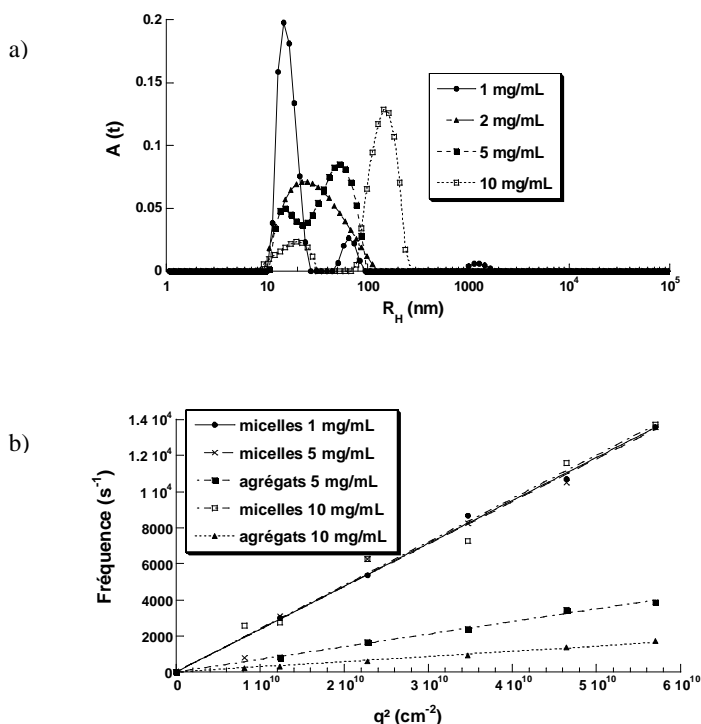 a)
A (t)
0.2
0.15
0.1
0.05
0
1 mg/mL
2 mg/mL
5 mg/mL
10 mg/mL
1 10 100 1000 10⁴ 10⁵
R_H (nm)
b)
Fréquence (s⁻¹)
1.4 10⁴
1.2 10⁴
1 10⁴
8000
6000
4000
2000
0
micelles 1 mg/mL
micelles 5 mg/mL
agrégats 5 mg/mL
micelles 10 mg/mL
agrégats 10 mg/mL
0 1 10¹⁰ 2 10¹⁰ 3 10¹⁰ 4 10¹⁰ 5 10¹⁰ 6 10¹⁰
q² (cm⁻²)